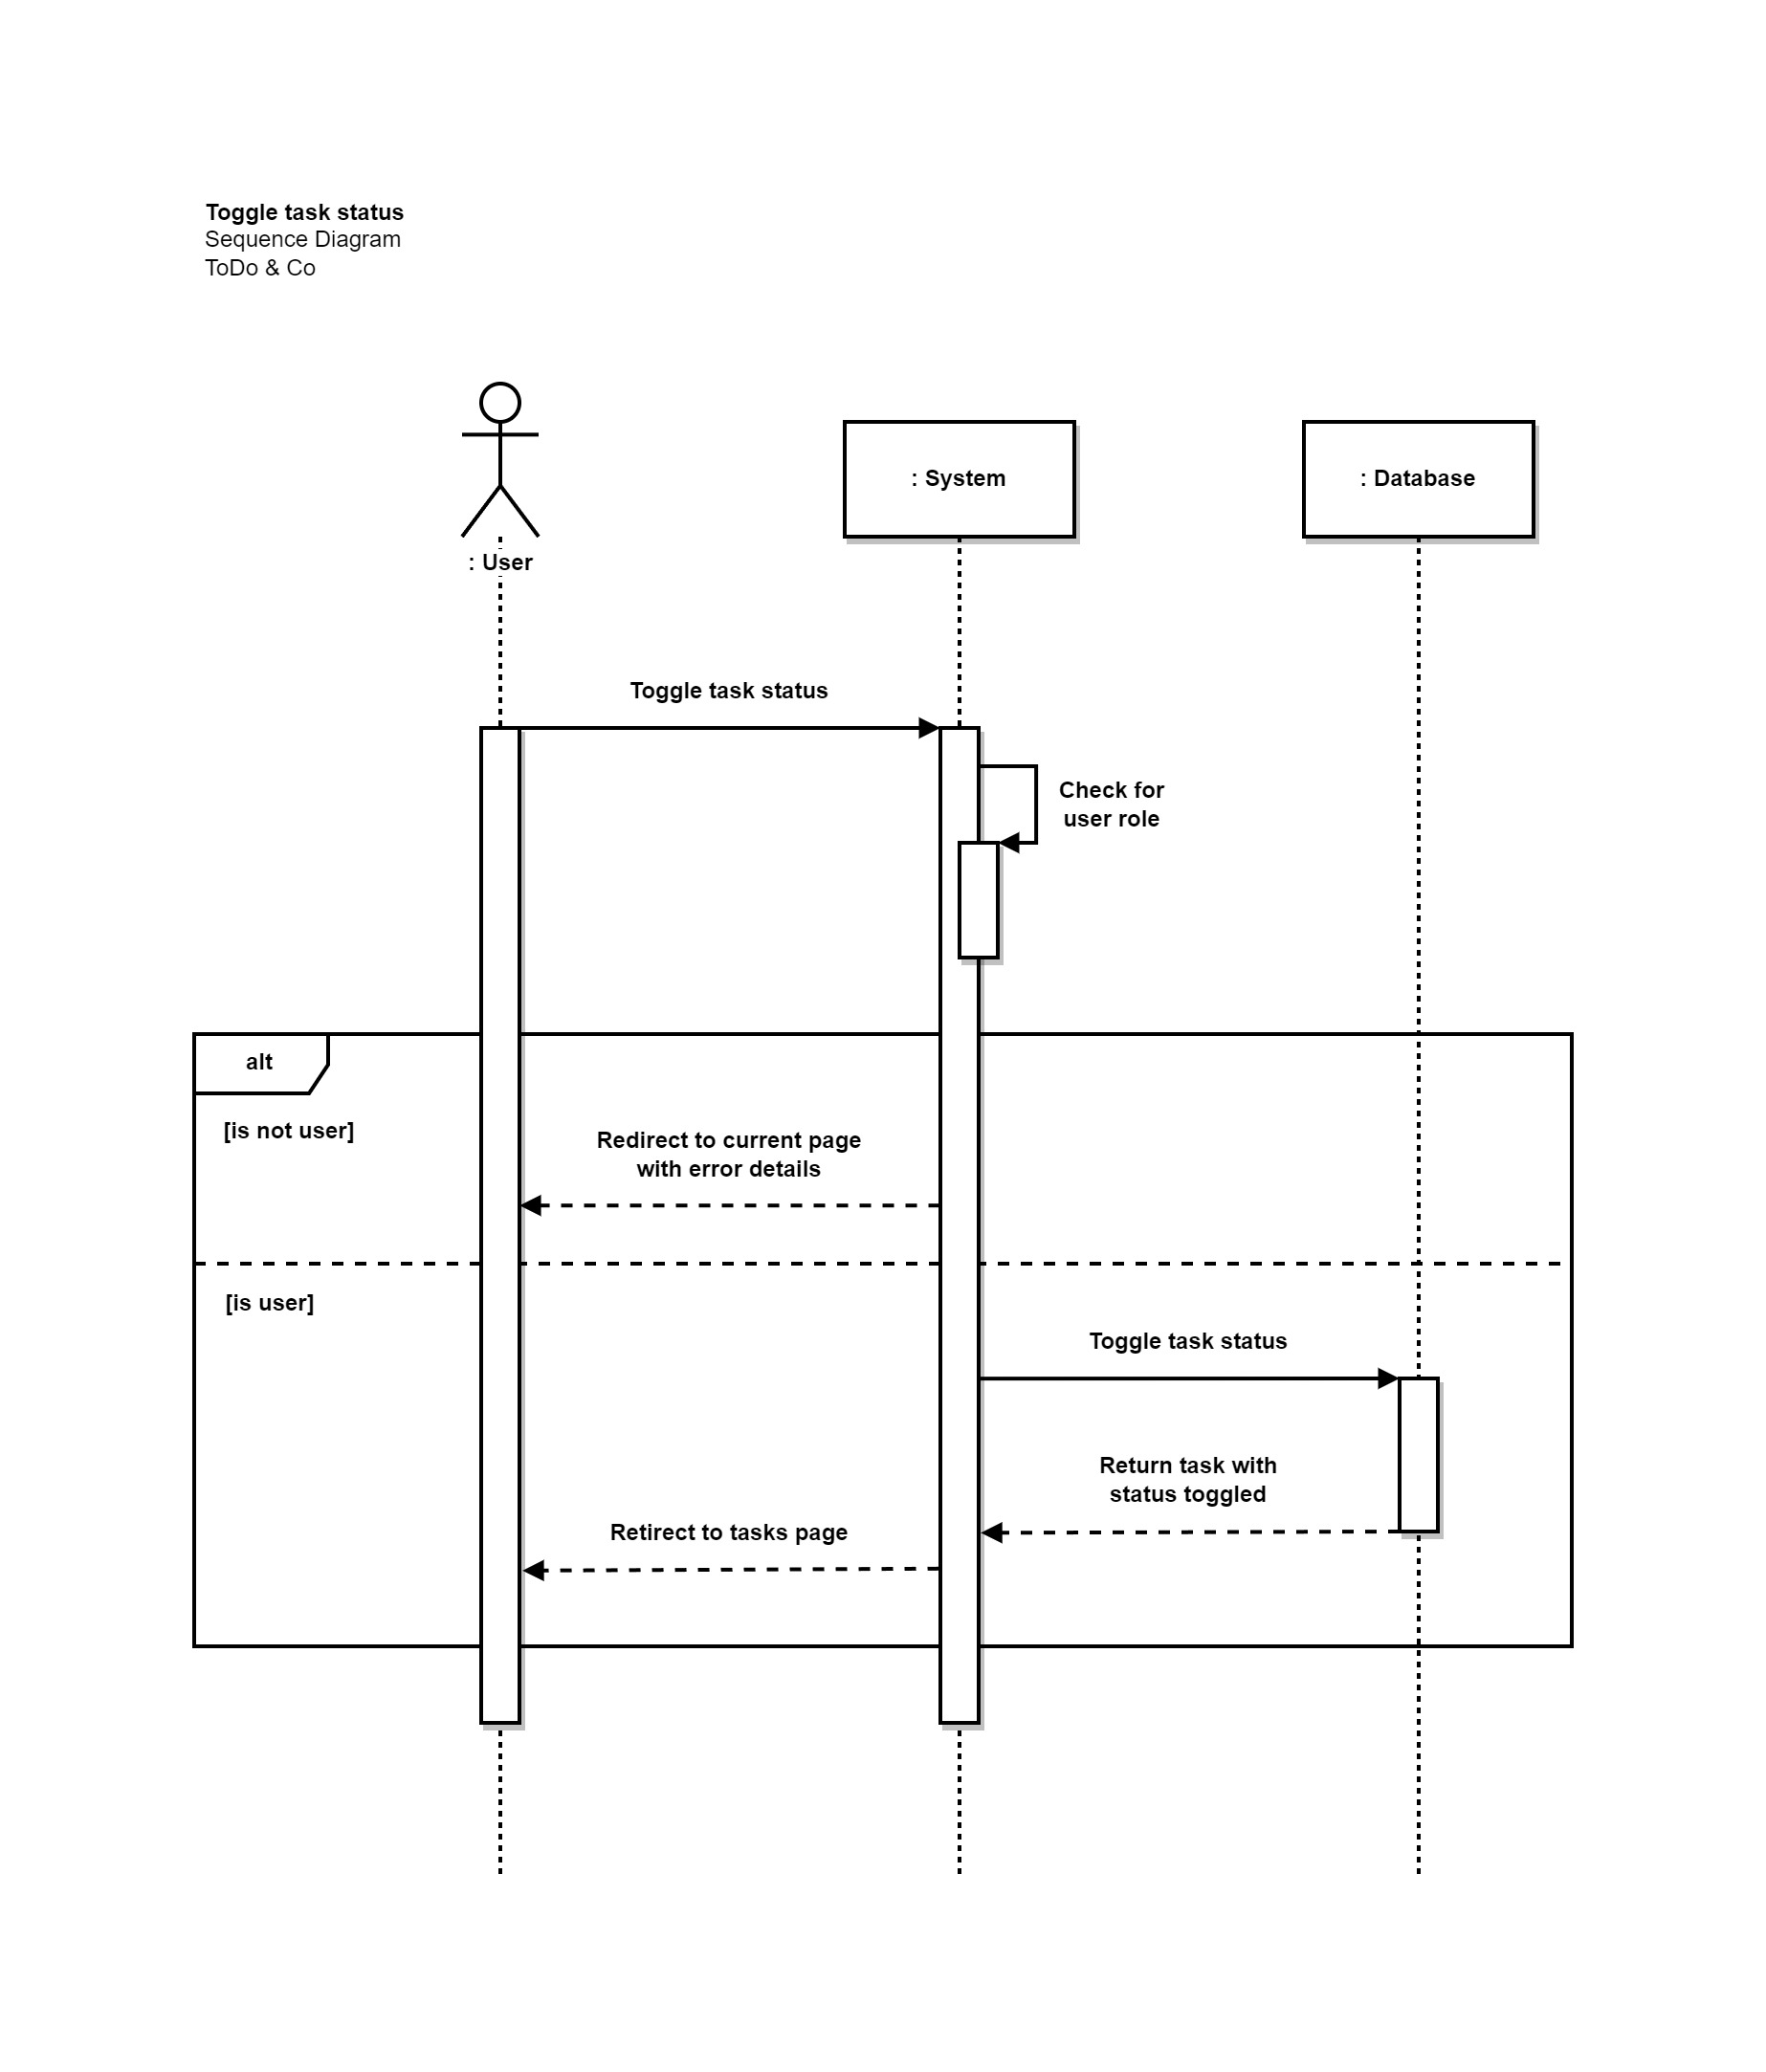 Toggle task status
Sequence Diagram
ToDo & Co
: User
: System
: Database
Toggle task status
Check for
user role
alt
[is not user]
Redirect to current page
with error details
[is user]
Toggle task status
Return task with
status toggled
Retirect to tasks page